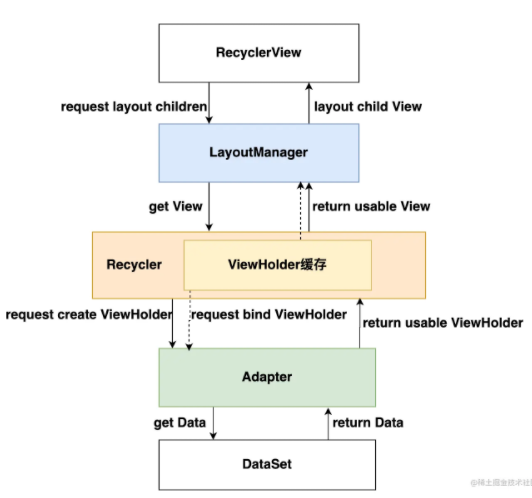 RecyclerView
request layout children
layout child View
LayoutManager
get View
return usable View
Recycler
ViewHolder缓存
request create ViewHolder
request bind ViewHolder
return usable ViewHolder
Adapter
get Data
return Data
DataSet
@稀土掘金技术社区